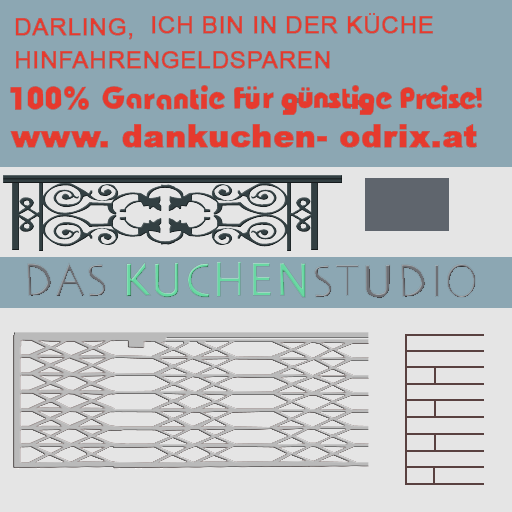 DARLING, ICH BIN IN DER KÜCHE
HINFAHRENGELDSPAREN
100% Garantie für günstige Preise!
www. dankuchen- odrix.at
DAS KUCHENSTUDIO